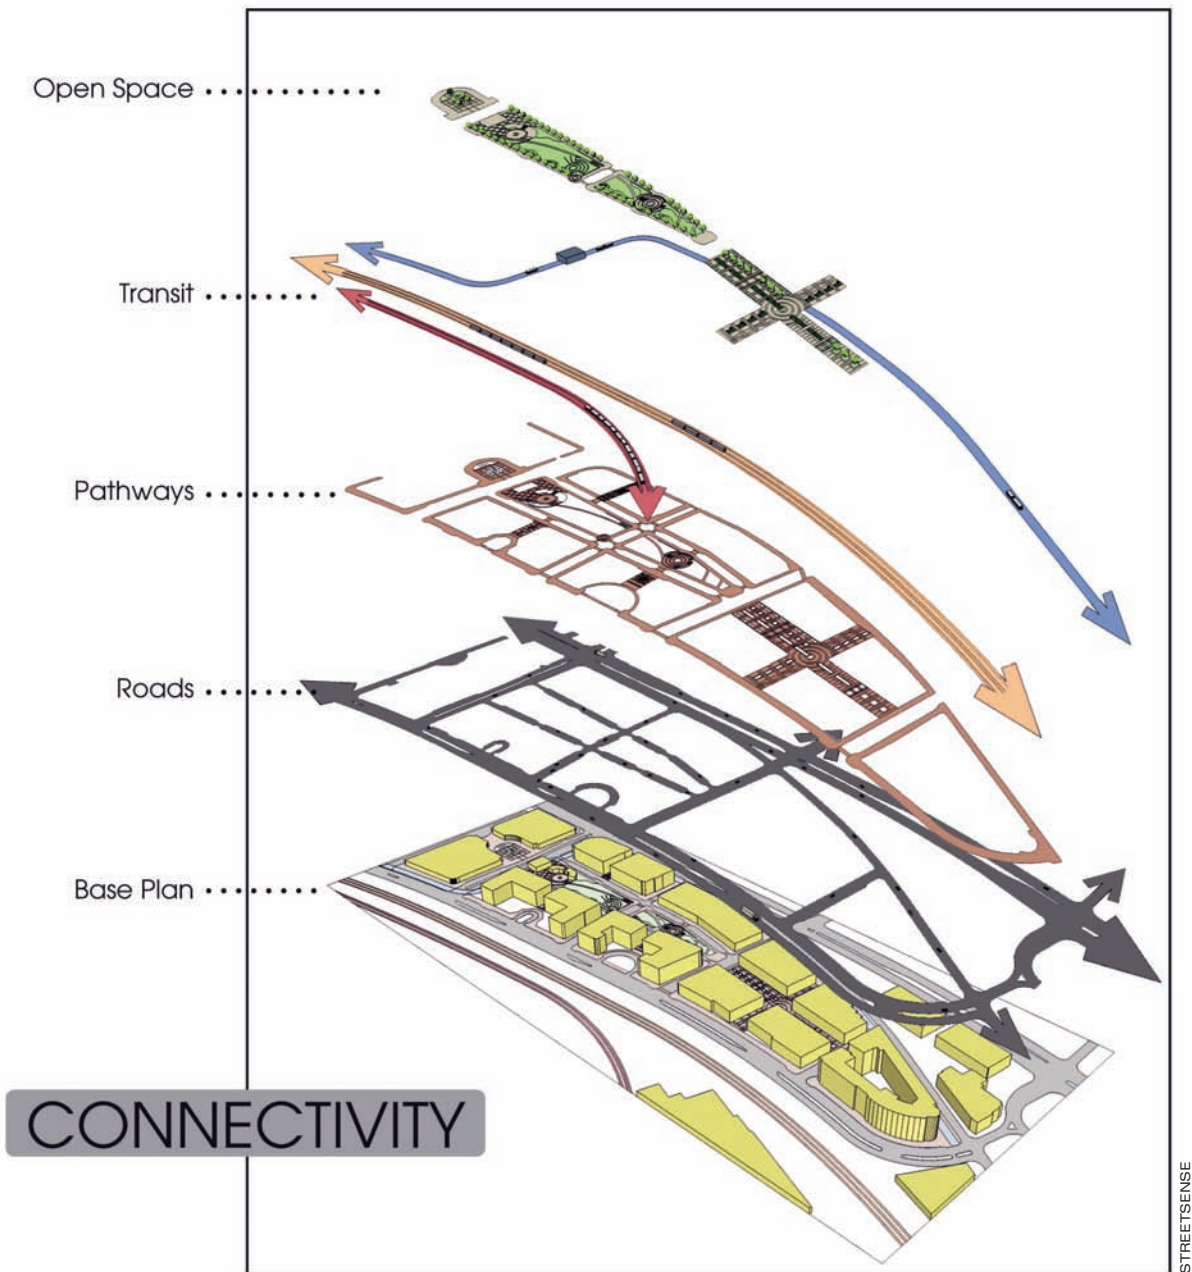 Open Space
Transit
Pathways
Roads
Base Plan
CONNECTIVITY
STREETSENSE